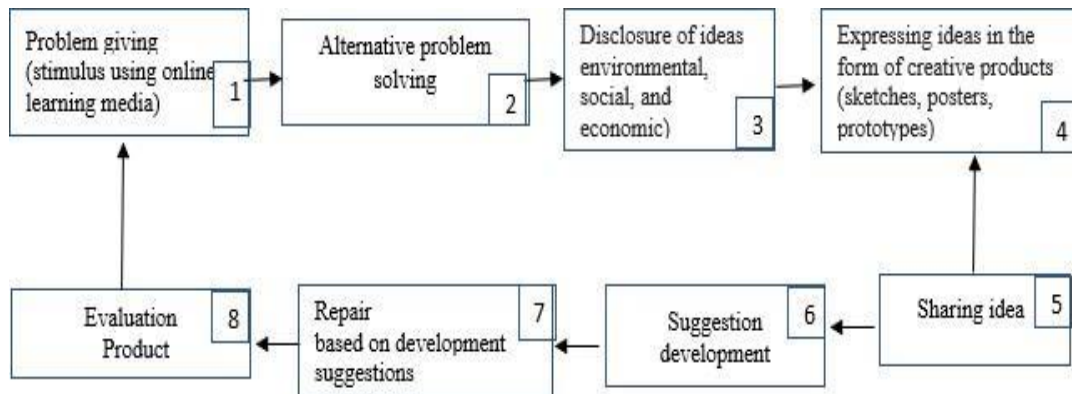 Problem giving
(stimulus using online
learning media)
1
Alternative problem
solving
2
Disclosure of ideas
environmental,
social, and
economic)
3
Expressing ideas in the
form of creative products
(sketches, posters,
prototypes)
4
Sharing idea
5
Suggestion
development
6
Repair
based on development
suggestions
7
Evaluation
Product
8